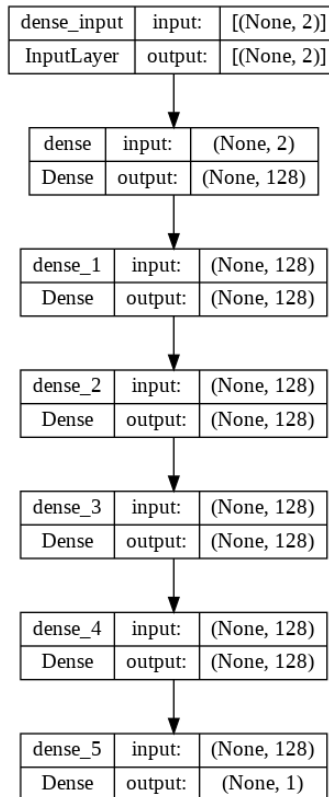 dense_input input: [(None, 2)]
InputLayer output: [(None, 2)]
dense input: (None, 2)
Dense output: (None, 128)
dense_1 input: (None, 128)
Dense output: (None, 128)
dense_2 input: (None, 128)
Dense output: (None, 128)
dense_3 input: (None, 128)
Dense output: (None, 128)
dense_4 input: (None, 128)
Dense output: (None, 128)
dense_5 input: (None, 128)
Dense output: (None, 1)